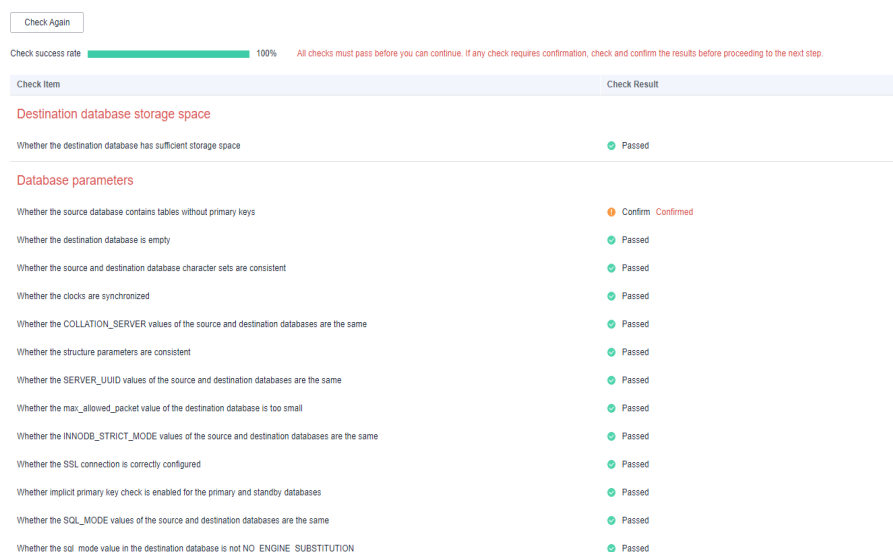 Check Again
Check success rate 100% All checks must pass before you can continue. If any check requires confirmation, check and confirm the results before proceeding to the next step.
Check Item Check Result
Destination database storage space
Whether the destination database has sufficient storage space Passed
Database parameters
Whether the source database contains tables without primary keys Confirm Confirmed
Whether the destination database is empty Passed
Whether the source and destination database character sets are consistent Passed
Whether the clocks are synchronized Passed
Whether the COLLATION_SERVER values of the source and destination databases are the same Passed
Whether the structure parameters are consistent Passed
Whether the SERVER_UUID values of the source and destination databases are the same Passed
Whether the max_allowed_packet value of the destination database is too small Passed
Whether the INNODB_STRICT_MODE values of the source and destination databases are the same Passed
Whether the SSL connection is correctly configured Passed
Whether implicit primary key check is enabled for the primary and standby databases Passed
Whether the SQL_MODE values of the source and destination databases are the same Passed
Whether the sql_mode value in the destination database is not NO_ENGINE_SUBSTITUTION Passed